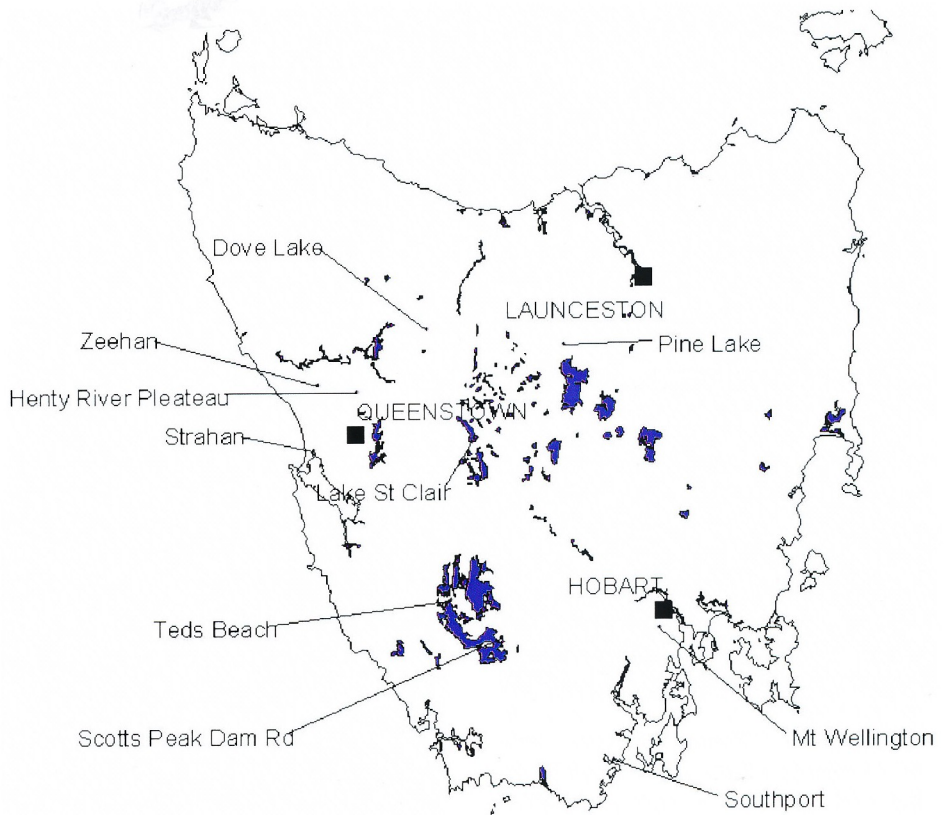 Dove Lake
LAUNCESTON
Zeehan
Pine Lake
Henty River Pleateau
QUEENSTOWN
Strahan
Lake St Clair
HOBART
Teds Beach
Scotts Peak Dam Rd
Mt Wellington
Southport